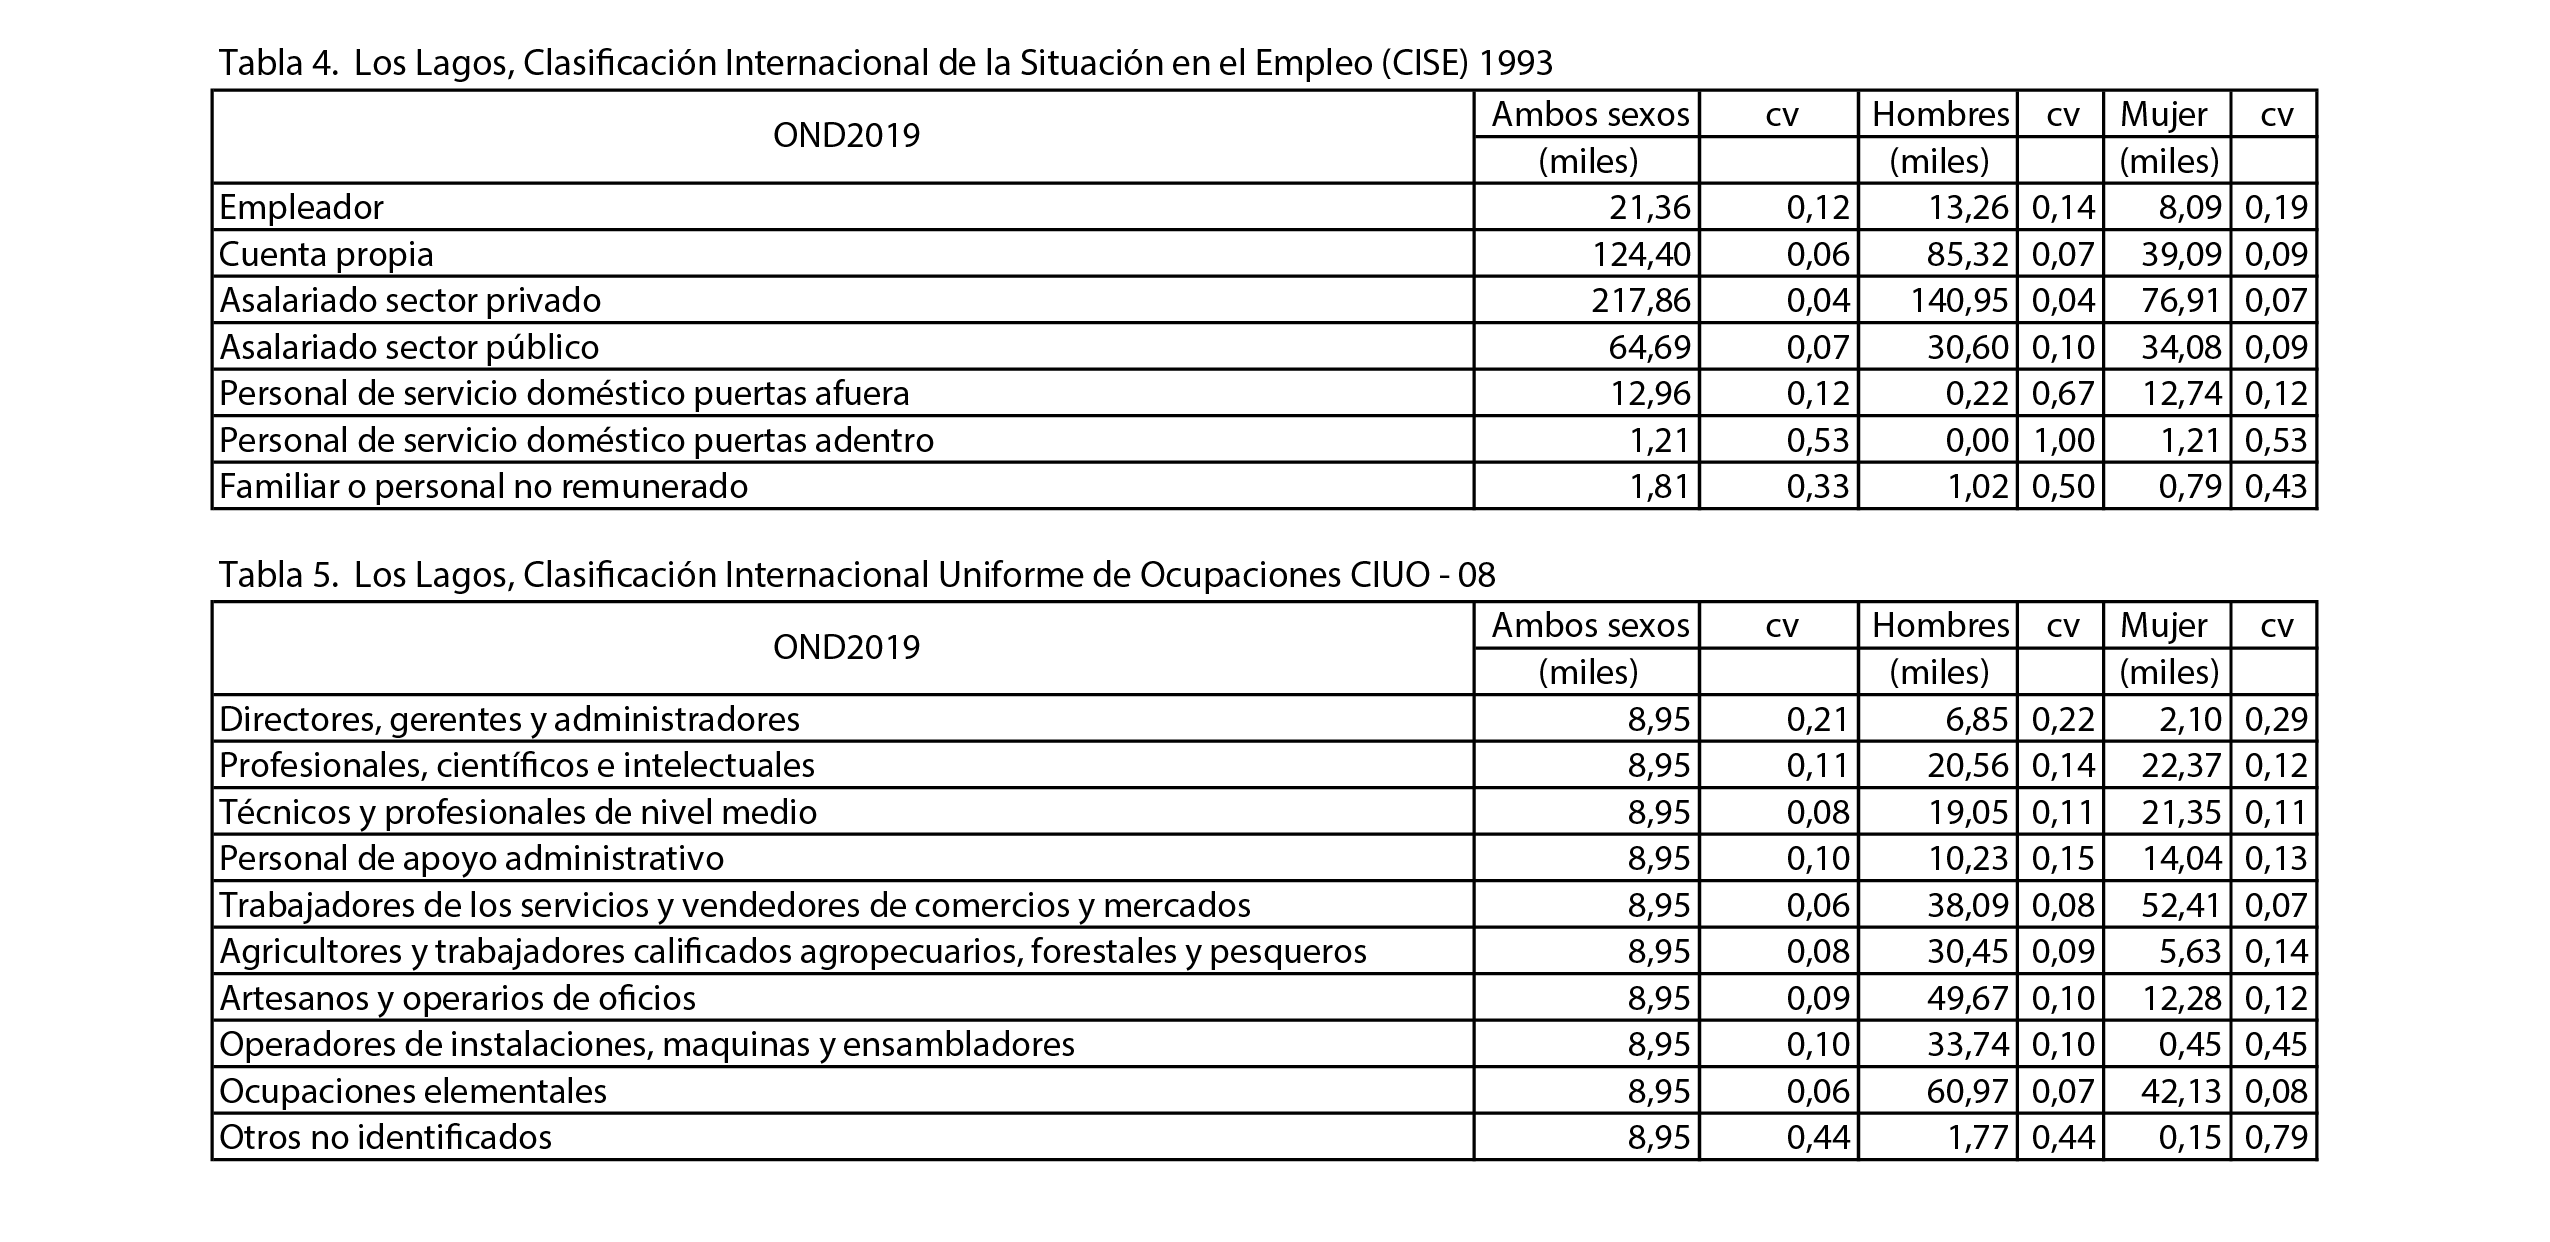 Tabla 4. Los Lagos, Clasificación Internacional de la Situación en el Empleo (CISE) 1993
OND2019 Ambos sexos cv Hombres cv Mujer cv
(miles) (miles) (miles)
Empleador 21,36 0,12 13,26 0,14 8,09 0,19
Cuenta propia 124,40 0,06 85,32 0,07 39,09 0,09
Asalariado sector privado 217,86 0,04 140,95 0,04 76,91 0,07
Asalariado sector público 64,69 0,07 30,60 0,10 34,08 0,09
Personal de servicio doméstico puertas afuera 12,96 0,12 0,22 0,67 12,74 0,12
Personal de servicio doméstico puertas adentro 1,21 0,53 0,00 1,00 1,21 0,53
Familiar o personal no remunerado 1,81 0,33 1,02 0,50 0,79 0,43
Tabla 5. Los Lagos, Clasificación Internacional Uniforme de Ocupaciones CIUO - 08
OND2019 Ambos sexos cv Hombres cv Mujer cv
(miles) (miles) (miles)
Directores, gerentes y administradores 8,95 0,21 6,85 0,22 2,10 0,29
Profesionales, científicos e intelectuales 8,95 0,11 20,56 0,14 22,37 0,12
Técnicos y profesionales de nivel medio 8,95 0,08 19,05 0,11 21,35 0,11
Personal de apoyo administrativo 8,95 0,10 10,23 0,15 14,04 0,13
Trabajadores de los servicios y vendedores de comercios y mercados 8,95 0,06 38,09 0,08 52,41 0,07
Agricultores y trabajadores calificados agropecuarios, forestales y pesqueros 8,95 0,08 30,45 0,09 5,63 0,14
Artesanos y operarios de oficios 8,95 0,09 49,67 0,10 12,28 0,12
Operadores de instalaciones, maquinas y ensambladores 8,95 0,10 33,74 0,10 0,45 0,45
Ocupaciones elementales 8,95 0,06 60,97 0,07 42,13 0,08
Otros no identificados 8,95 0,44 1,77 0,44 0,15 0,79